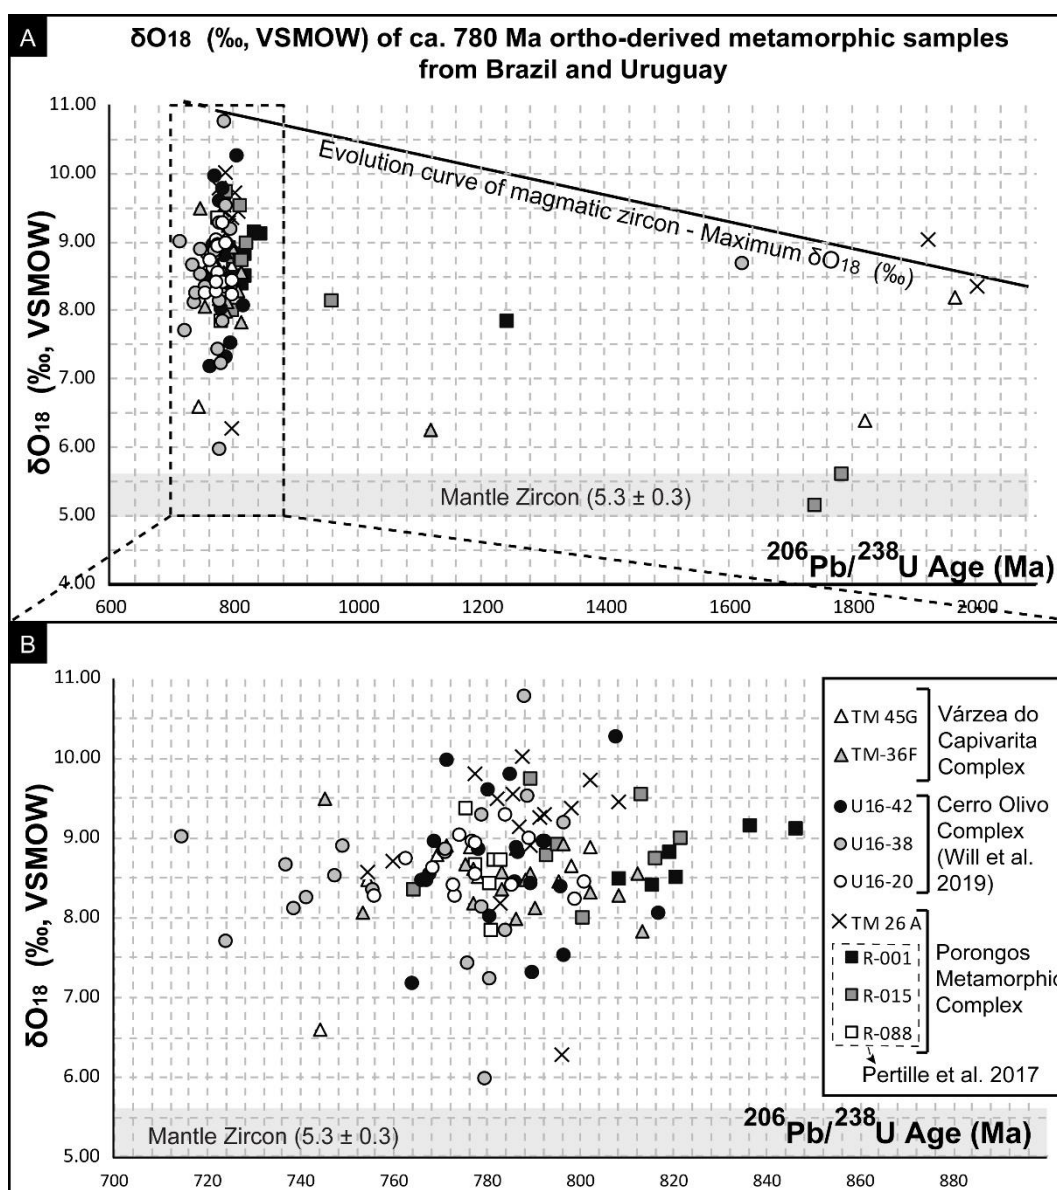 A
δO18 (‰, VSMOW) of ca. 780 Ma ortho-derived metamorphic samples
from Brazil and Uruguay
δO18 (‰, VSMOW)
11.00
10.00
9.00
8.00
7.00
6.00
5.00
4.00
Evolution curve of magmatic zircon - Maximum δO18 (‰)
Mantle Zircon (5.3 ± 0.3)
206Pb/238U Age (Ma)
600 800 1000 1200 1400 1600 1800 2000
B
δO18 (‰, VSMOW)
11.00
10.00
9.00
8.00
7.00
6.00
5.00
TM 45G
TM-36F
Várzea do
Capivarita
Complex
U16-42
U16-38
U16-20
Cerro Olivo
Complex
(Will et al.
2019)
TM 26 A
R-001
R-015
R-088
Porongos
Metamorphic
Complex
Pertille et al. 2017
Mantle Zircon (5.3 ± 0.3)
206Pb/238U Age (Ma)
700 720 740 760 780 800 820 840 860 880